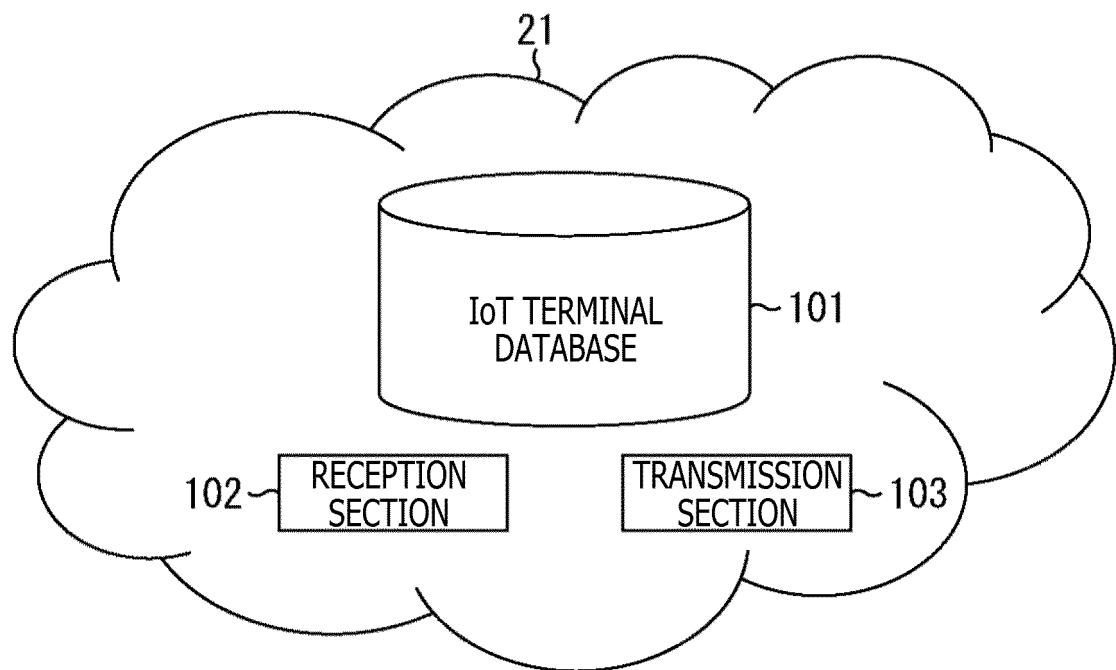 21
IoT TERMINAL
DATABASE
101
102
RECEPTION
SECTION
TRANSMISSION
SECTION
103